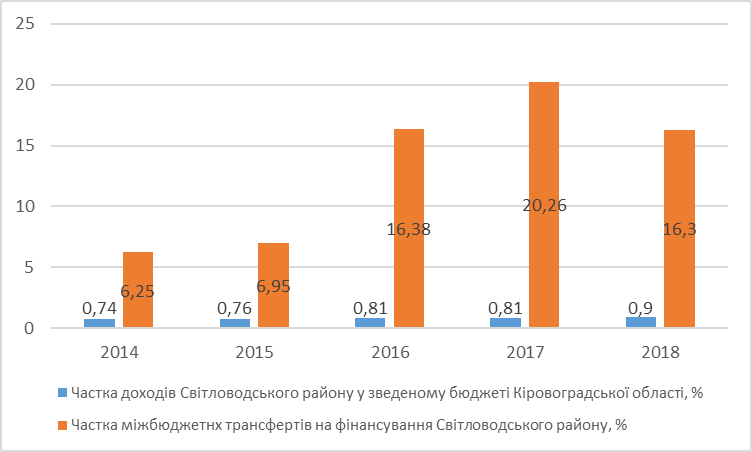 25
20
15
10
5
0
0,74 6,25 0,76 6,95 0,81 16,38 0,81 20,26 0,9 16,3
2014 2015 2016 2017 2018
Частка доходів Світловодського району у зведеному бюджеті Кіровоградської області, %
Частка міжбюджетнх трансфертів на фінансування Світловодського району, %